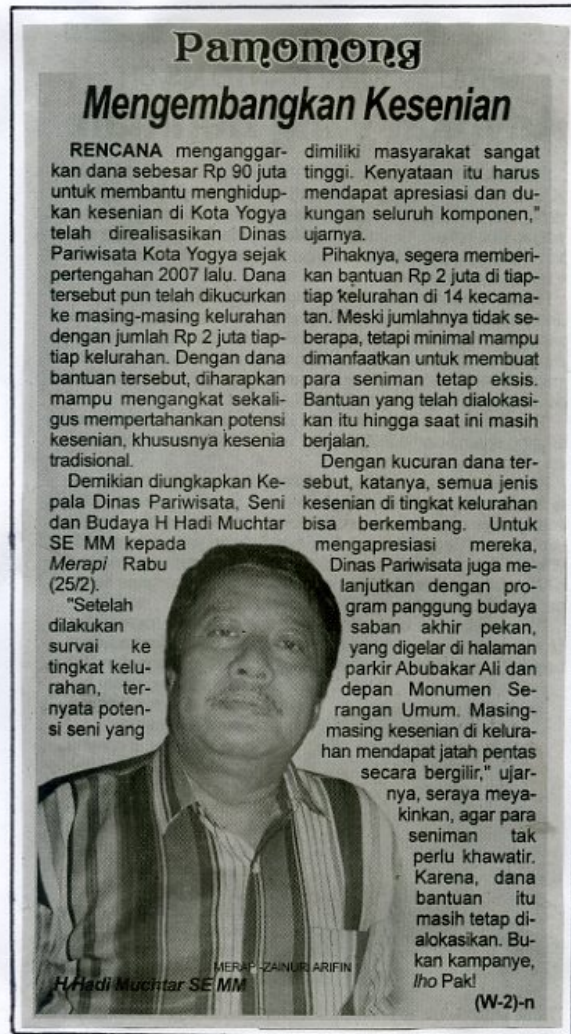 Pamomong
Mengembangkan Kesenian
RENCANA menganggar-
kan dana sebesar Rp 90 juta
untuk membantu menghidup-
kan kesenian di Kota Yogya
telah direalisasikan Dinas
Pariwisata Kota Yogya sejak
pertengahan 2007 lalu. Dana
tersebut pun telah dikucurkan
ke masing-masing kelurahan
dengan jumlah Rp 2 juta tiap-
tiap kelurahan. Dengan dana
bantuan tersebut, diharapkan
mampu mengangkat sekali-
gus mempertahankan potensi
kesenian, khususnya kesenia
tradisional.
Demikian diungkapkan Ke-
pala Dinas Pariwisata, Seni
dan Budaya H Hadi Muchtar
SE MM kepada
Merapi Rabu
(25/2).
"Setelah
dilakukan
survai ke
tingkat kelu-
rahan, ter-
nyata poten-
si seni yang
dimiliki masyarakat sangat
tinggi. Kenyataan itu harus
mendapat apresiasi dan du-
kungan seluruh komponen,"
ujarnya.
Pihaknya, segera memberi-
kan bantuan Rp 2 juta di tiap-
tiap kelurahan di 14 kecama-
tan. Meski jumlahnya tidak se-
berapa, tetapi minimal mampu
dimanfaatkan untuk membuat
para seniman tetap eksis.
Bantuan yang telah dialokasi-
kan itu hingga saat ini masih
berjalan.
Dengan kucuran dana ter-
sebut, katanya, semua jenis
kesenian di tingkat kelurahan
bisa berkembang. Untuk
mengapresiasi mereka,
Dinas Pariwisata juga me-
lanjutkan dengan pro-
gram panggung budaya
saban akhir pekan,
yang digelar di halaman
parkir Abubakar Ali dan
depan Monumen Se-
rangan Umum. Masing-
masing kesenian di kelura-
han mendapat jatah pentas
secara bergilir," ujar-
nya, seraya meya-
kinkan, agar para
seniman tak
perlu khawatir.
Karena, dana
bantuan itu
masih tetap di-
alokasikan. Bu-
kan kampanye,
lho Pak!
(W-2)-n
MERAPI-ZAINURI ARIFIN
H Hadi Muchtar SE MM